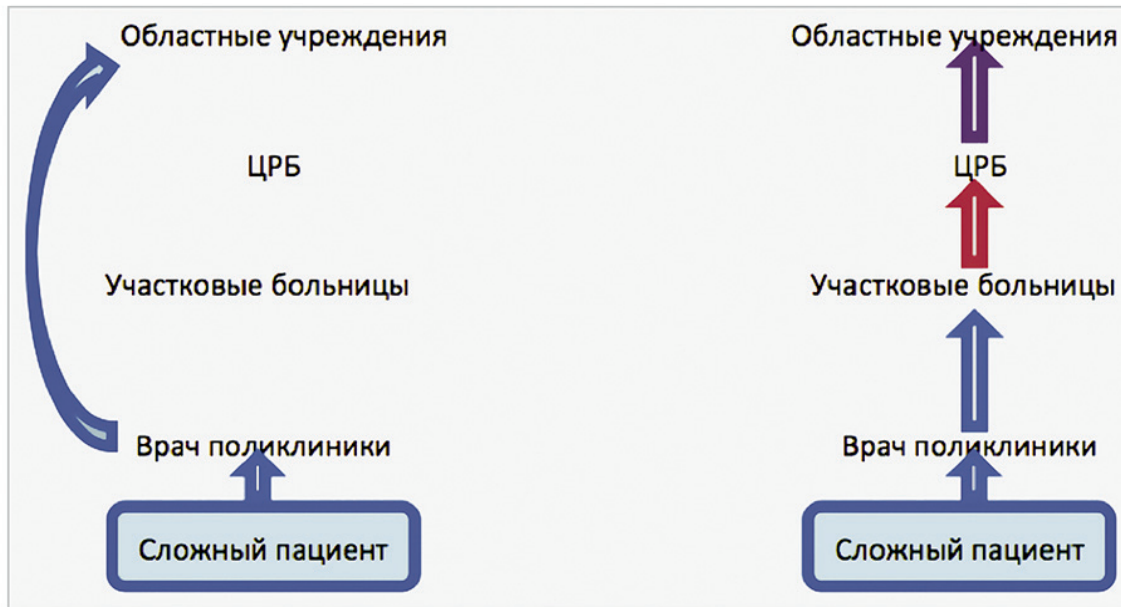 Областные учреждения
ЦРБ
Участковые больницы
Врач поликлиники
Сложный пациент
Областные учреждения
ЦРБ
Участковые больницы
Врач поликлиники
Сложный пациент